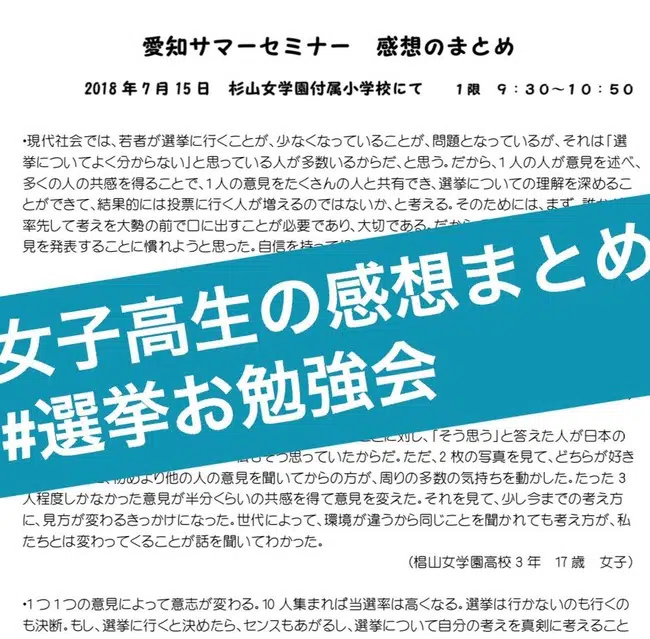 愛知サマーセミナー　感想のまとめ
2018年7月15日　杉山女学園付属小学校にて　1限　9：30～10：50
・現代社会では、若者が選挙に行くことが、少なくなっていることが、問題となっているが、それは「選
挙についてよく分からない」と思っている人が多数いるからだ、と思う。だから、1人の人が意見を述べ、
多くの人の共感を得ることで、1人の意見をたくさんの人と共有でき、選挙についての理解を深めるこ
とができて、結果的には投票に行く人が増えるのではないか、と考える。そのためには、まず、
率先して考えを大勢の前で口に出すことが必要であり、大切である。だから
見を発表することに慣れようと思った。自信を持って
女子高生の感想まとめ
#選挙お勉強会
に対し、「そう思う」と答えた人が日本の
そう思っていたからだ。ただ、2枚の写真を見て、どちらが好き
初めより他の人の意見を聞いてからの方が、周りの多数の気持ちを動かした。たった3
人程度しかなかった意見が半分くらいの共感を得て意見を変えた。それを見て、少し今までの考え方
に、見方が変わるきっかけになった。世代によって、環境が違うから同じことを聞かれても考え方が、私
たちとは変わってくることが話を聞いてわかった。
（椙山女学園高校3年　17歳　女子）
・1つ1つの意見によって意志が変わる。10人集まれば当選率は高くなる。選挙は行かないのも行くの
も決断。もし、選挙に行くと決めたら、センスもあがるし、選挙について自分の考えを真剣に考えること